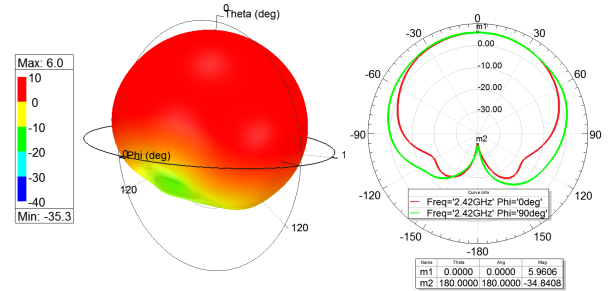 0
Theta (deg)
Max: 6.0
10
0
-10
-20
-30
-40
Min: -35.3
0
Phi (deg)
1
120
120
0
m1
-30
30
0.00
-60
60
-10.00
-20.00
-30.00
-90
90
m2
-120
120
Curve Info
Freq='2.42GHz' Phi='0deg'
Freq='2.42GHz' Phi='90deg'
-150
150
-180
Name Theta Ang Mag
m1 0.0000 0.0000 5.9606
m2 180.0000 180.0000 -34.8408